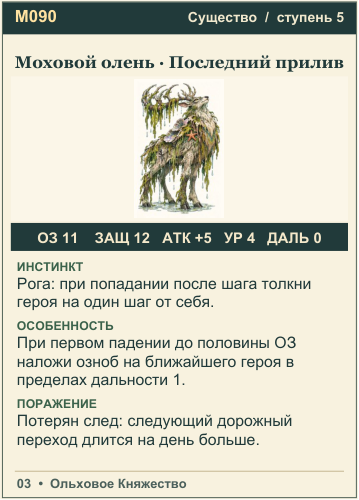 М090 Существо / ступень 5
Моховой олень · Последний прилив
ОЗ 11 ЗАЩ 12 АТК +5 УР 4 ДАЛЬ 0
ИНСТИНКТ
Рога: при попадании после шага толкни
героя на один шаг от себя.
ОСОБЕННОСТЬ
При первом падении до половины ОЗ
наложи озноб на ближайшего героя в
пределах дальности 1.
ПОРАЖЕНИЕ
Потерян след: следующий дорожный
переход длится на день больше.
03 • Ольховое Княжество